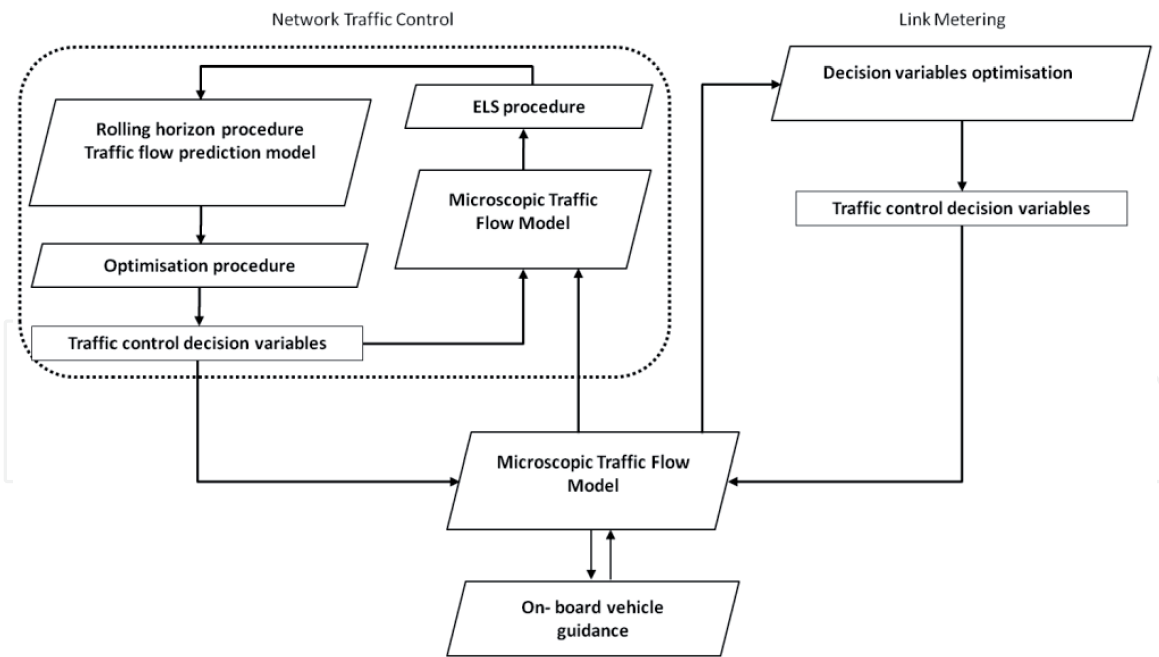 Network Traffic Control
Link Metering
Rolling horizon procedure
Traffic flow prediction model
Optimisation procedure
Traffic control decision variables
ELS procedure
Microscopic Traffic
Flow Model
Decision variables optimisation
Traffic control decision variables
Microscopic Traffic Flow
Model
On- board vehicle
guidance